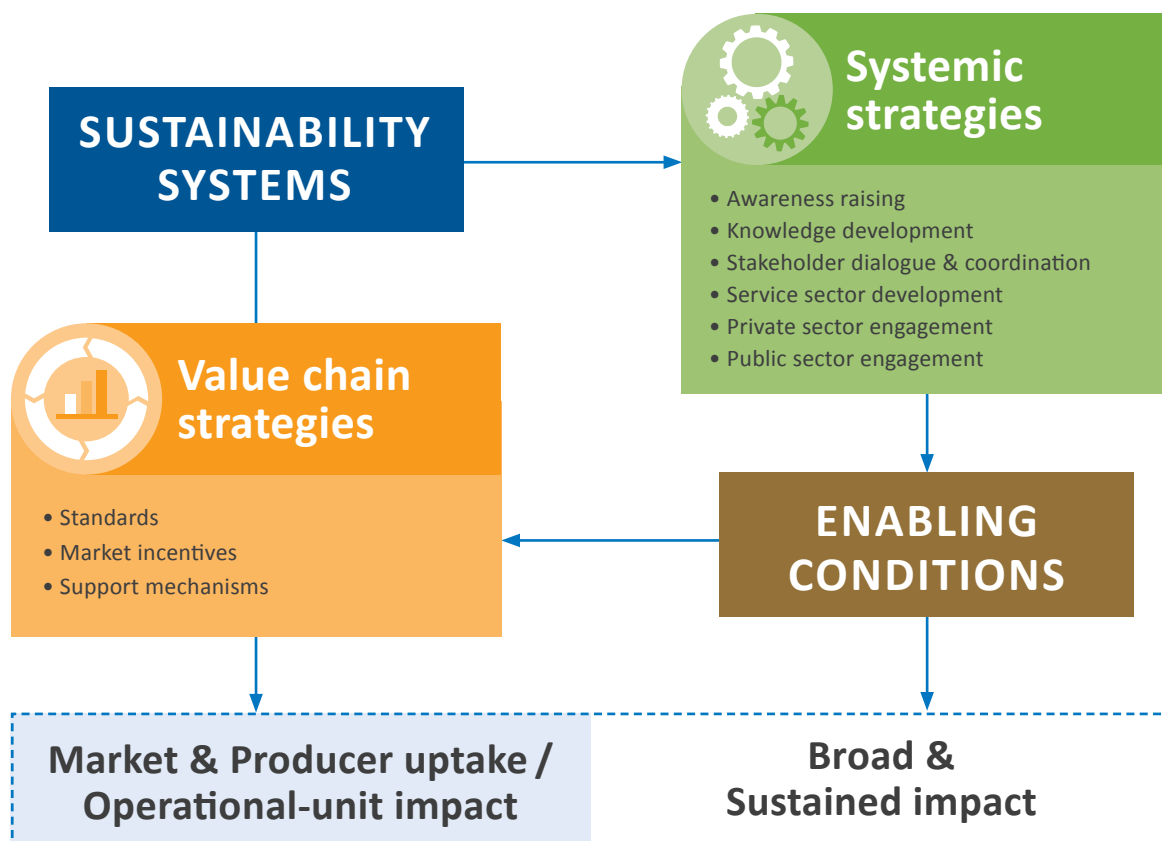 SUSTAINABILITY
SYSTEMS
Systemic
strategies
• Awareness raising
• Knowledge development
• Stakeholder dialogue & coordination
• Service sector development
• Private sector engagement
• Public sector engagement
Value chain
strategies
• Standards
• Market incentives
• Support mechanisms
ENABLING
CONDITIONS
Market & Producer uptake /
Operational-unit impact
Broad &
Sustained impact